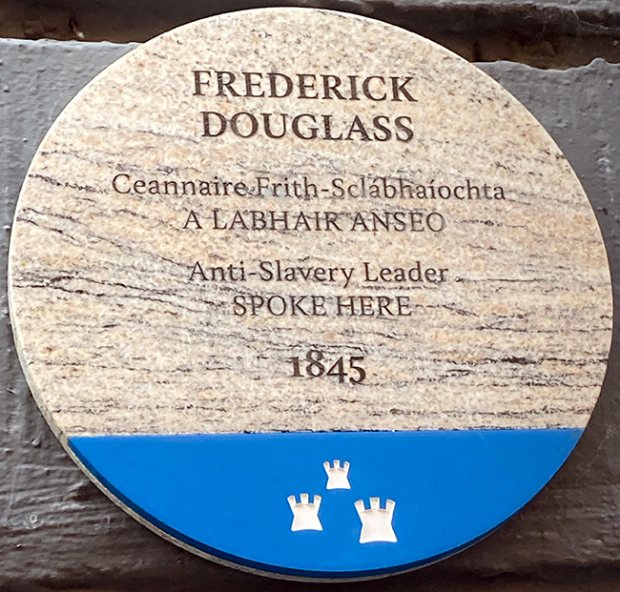 FREDERICK
DOUGLASS
Ceannaire Frith-Sclábhaíochta
A LABHAIR ANSEO
Anti-Slavery Leader
SPOKE HERE
1845